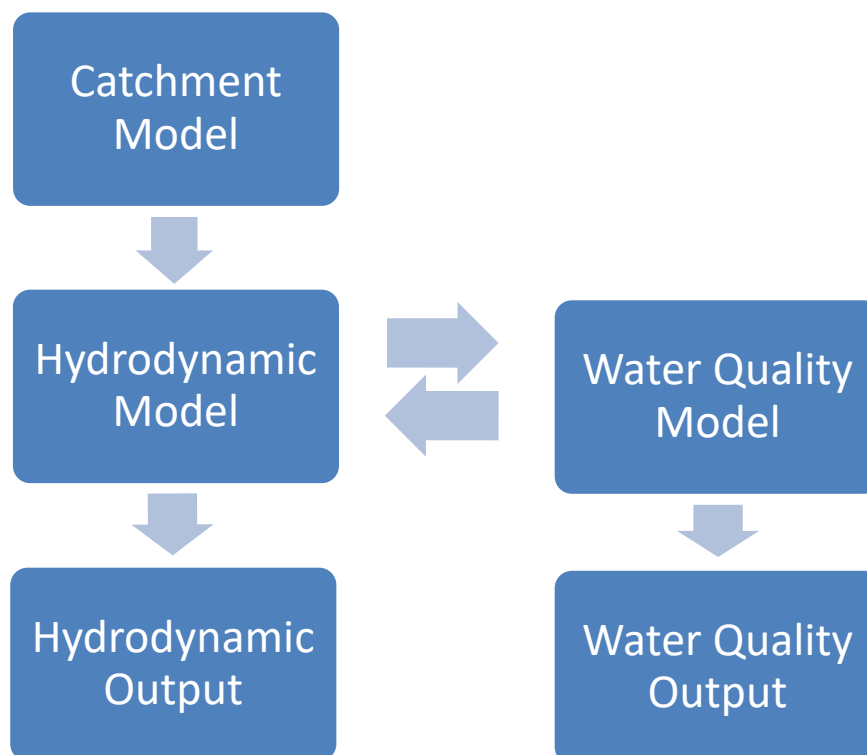 Catchment
Model
Hydrodynamic
Model
Water Quality
Model
Hydrodynamic
Output
Water Quality
Output